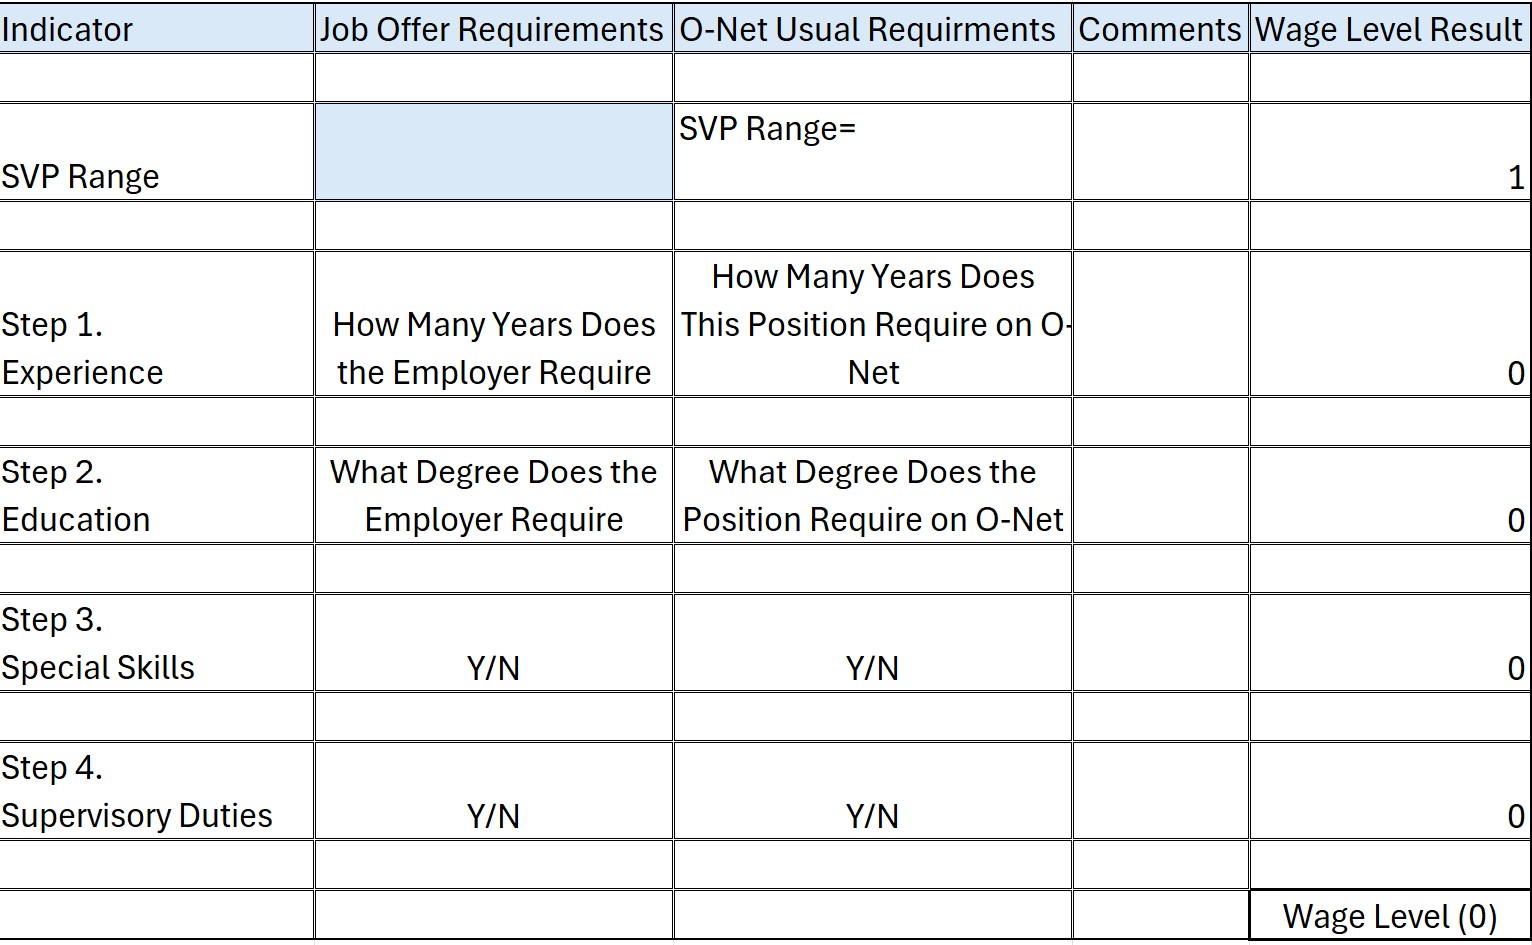 Indicator Job Offer Requirements O-Net Usual Requirments Comments Wage Level Result
SVP Range=
SVP Range 1
How Many Years Does
Step 1. How Many Years Does This Position Require on O-
Experience the Employer Require Net 0
Step 2. What Degree Does the What Degree Does the
Education Employer Require Position Require on O-Net 0
Step 3.
Special Skills Y/N Y/N 0
Step 4.
Supervisory Duties Y/N Y/N 0
Wage Level (0)